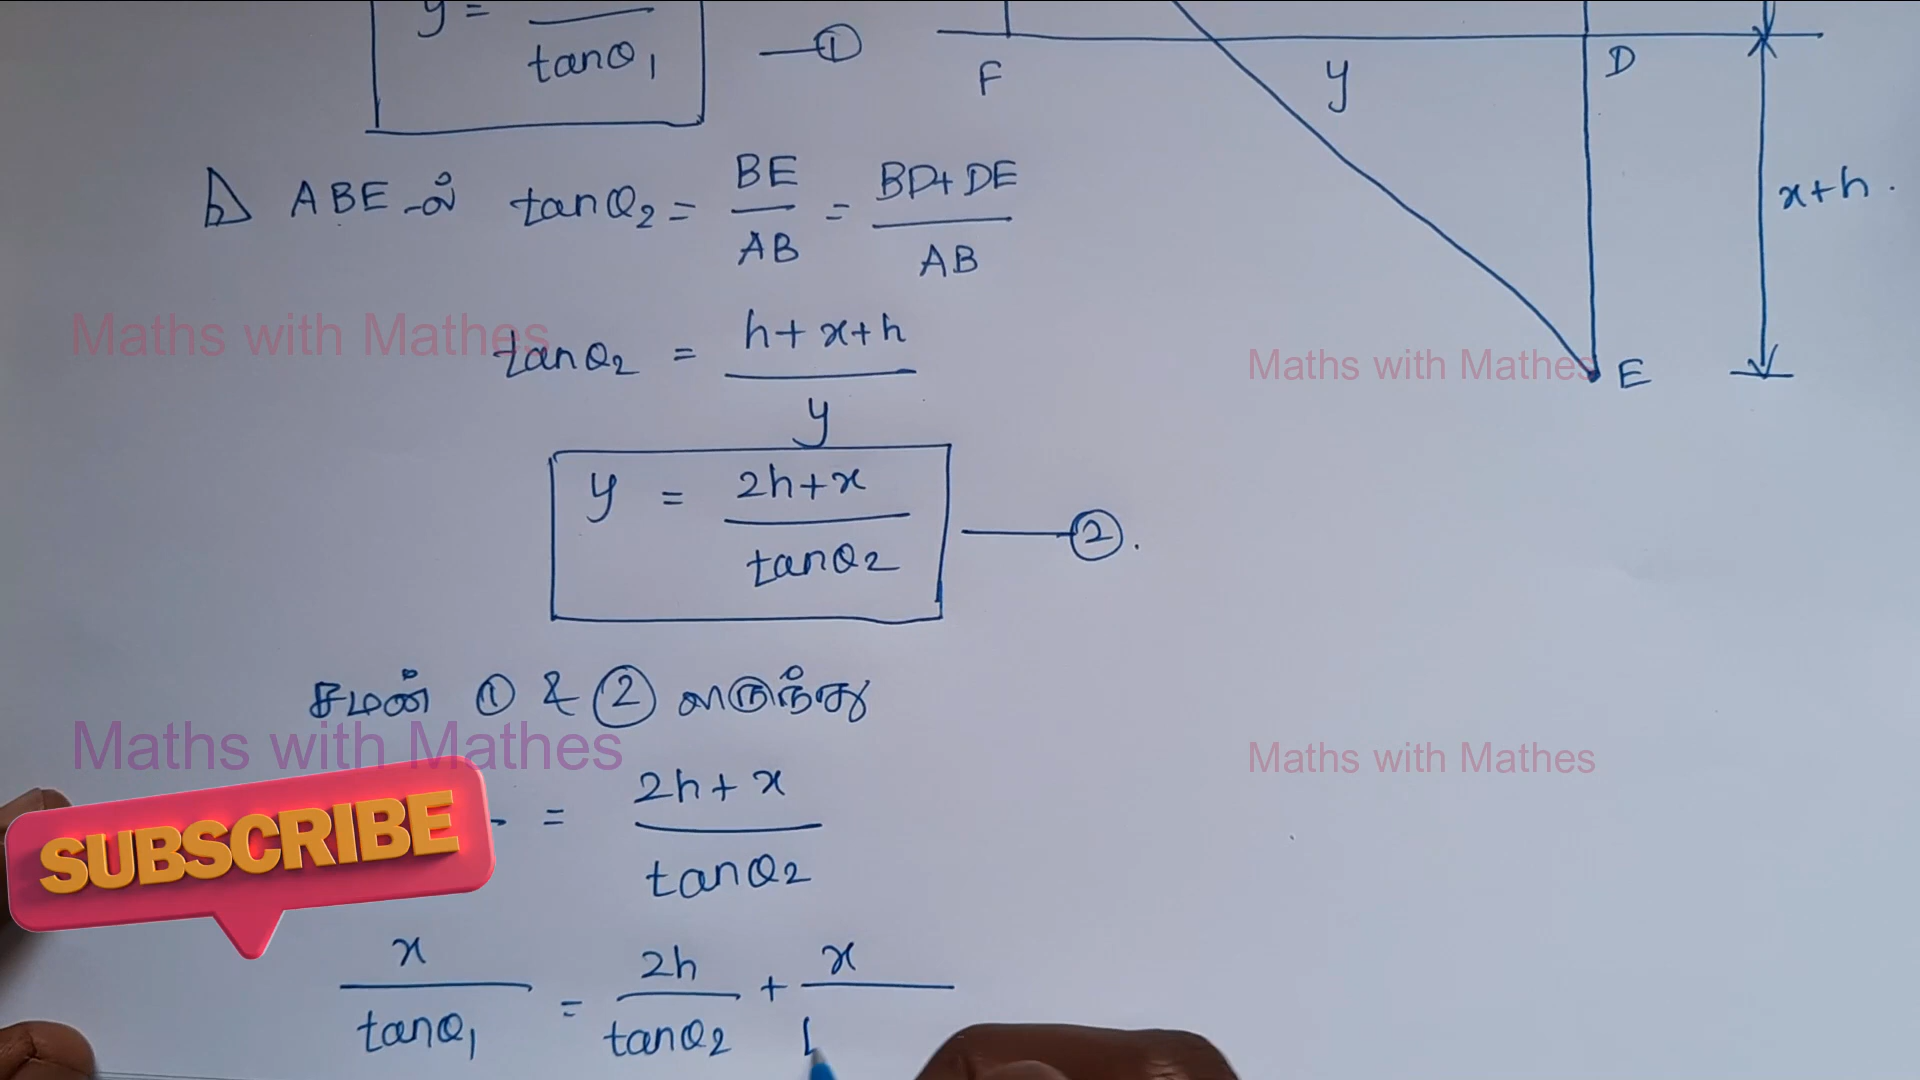 y =
tanθ₁ — ①
F
y
D
x+h.
E
△ ABE-ல் tanθ₂ = BE/AB = BD+DE/AB
tanθ₂ = h+x+h/y
y = 2h+x/tanθ₂ — ②.
சமன் ① & ② லருந்து
= 2h+x/tanθ₂
x/tanθ₁ = 2h/tanθ₂ + x/
Maths with Mathes
Maths with Mathes
Maths with Mathes
Maths with Mathes
SUBSCRIBE